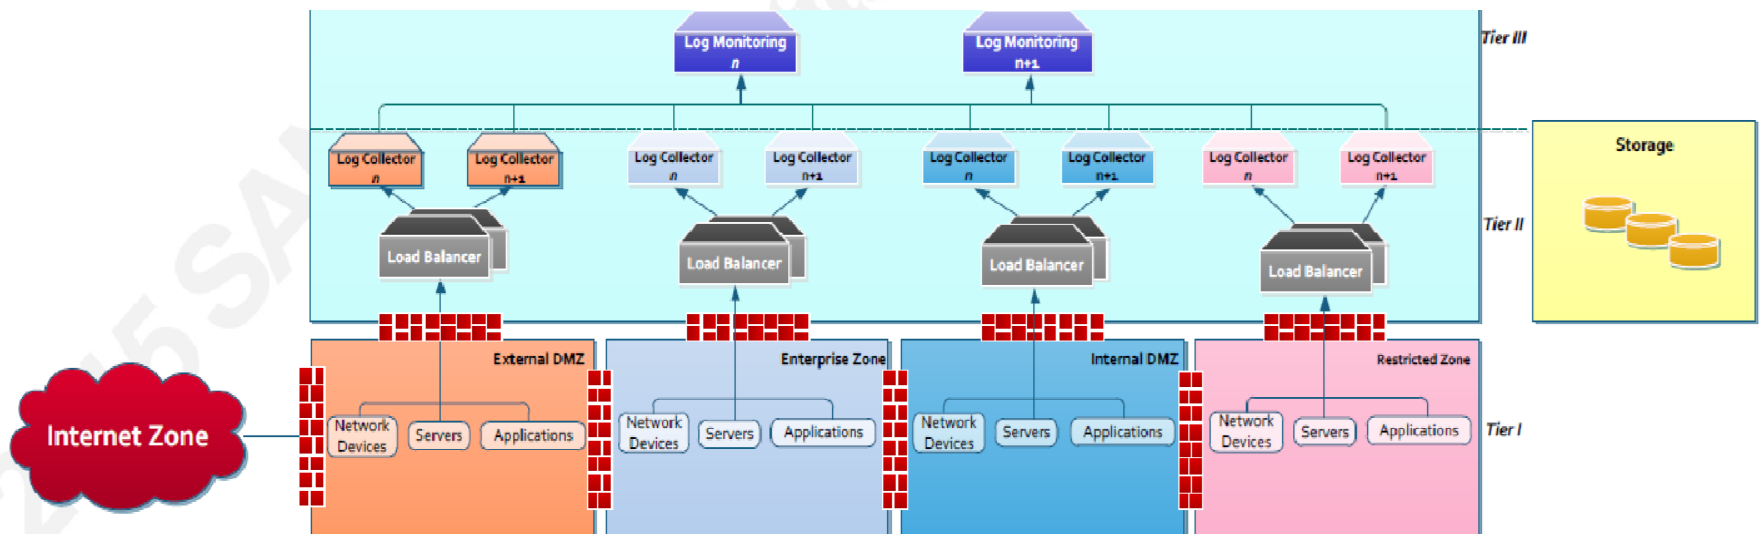 Log Monitoring
n
Log Monitoring
n+1
Tier III
Log Collector
n
Log Collector
n+1
Log Collector
n
Log Collector
n+1
Log Collector
n
Log Collector
n+1
Log Collector
n
Log Collector
n+1
Storage
Tier II
Load Balancer
Load Balancer
Load Balancer
Load Balancer
External DMZ
Enterprise Zone
Internal DMZ
Restricted Zone
Internet Zone
Network
Devices
Servers
Applications
Network
Devices
Servers
Applications
Network
Devices
Servers
Applications
Network
Devices
Servers
Applications
Tier I